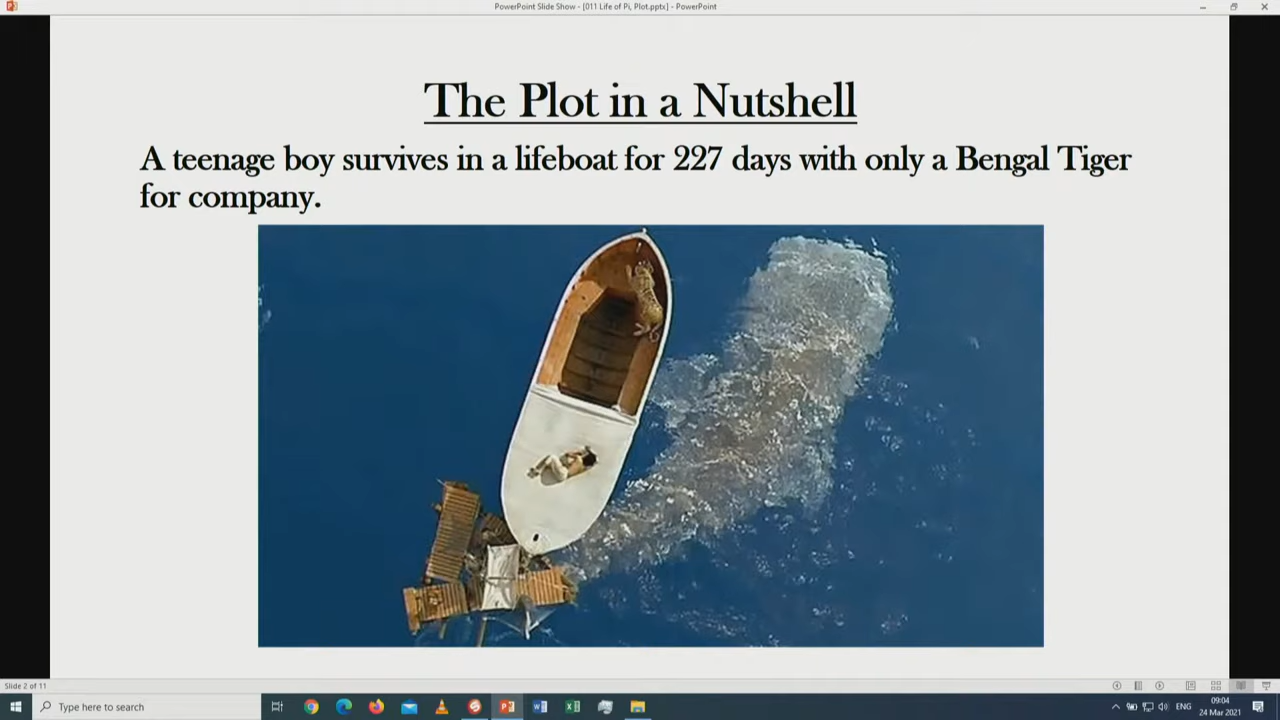 PowerPoint Slide Show - [011 Life of Pi, Plot.pptx] - PowerPoint
The Plot in a Nutshell
A teenage boy survives in a lifeboat for 227 days with only a Bengal Tiger
for company.
Slide 2 of 11
Type here to search
ENG
09:04
24 Mar 2021